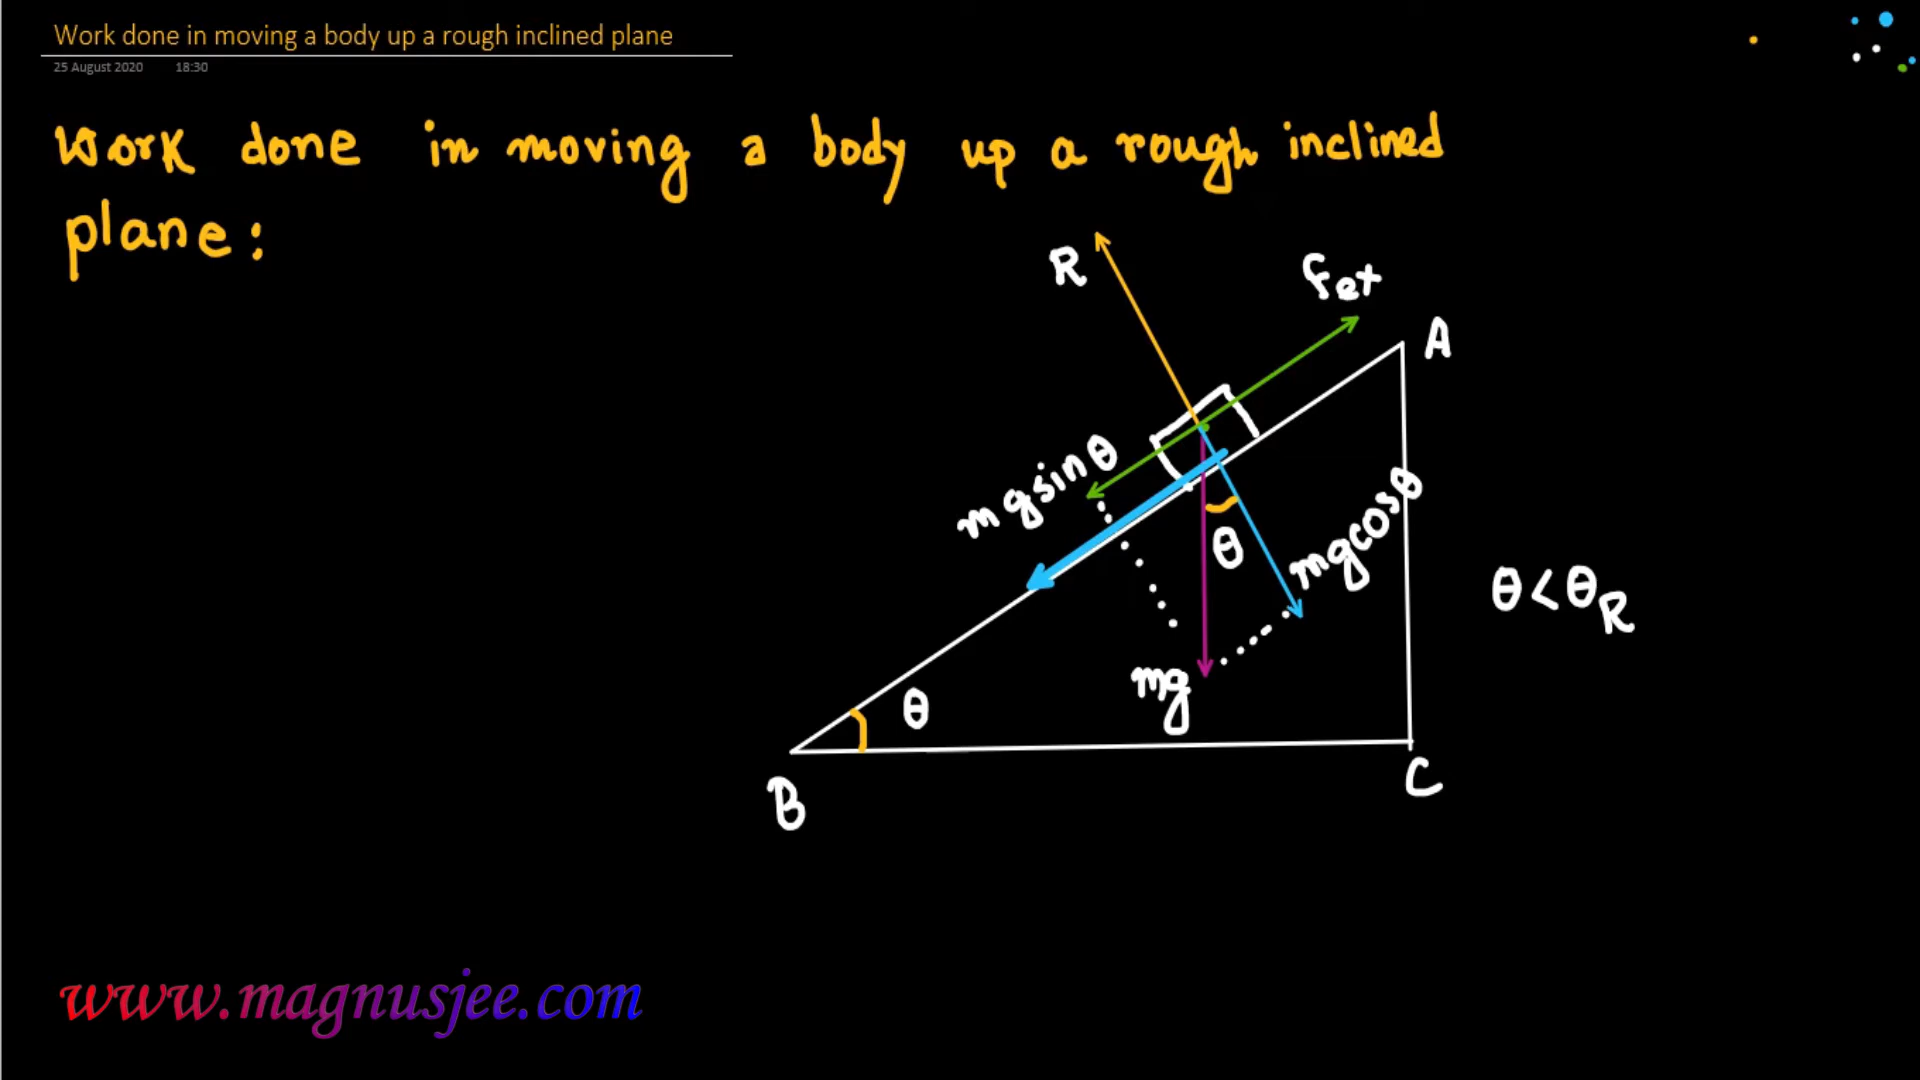 Work done in moving a body up a rough inclined plane
25 August 2020 18:30
Work done in moving a body up a rough inclined
plane:
R
fext
A
mgsinθ
mgcosθ
θ
θ<θR
mg
θ
B
C
www.magnusjee.com